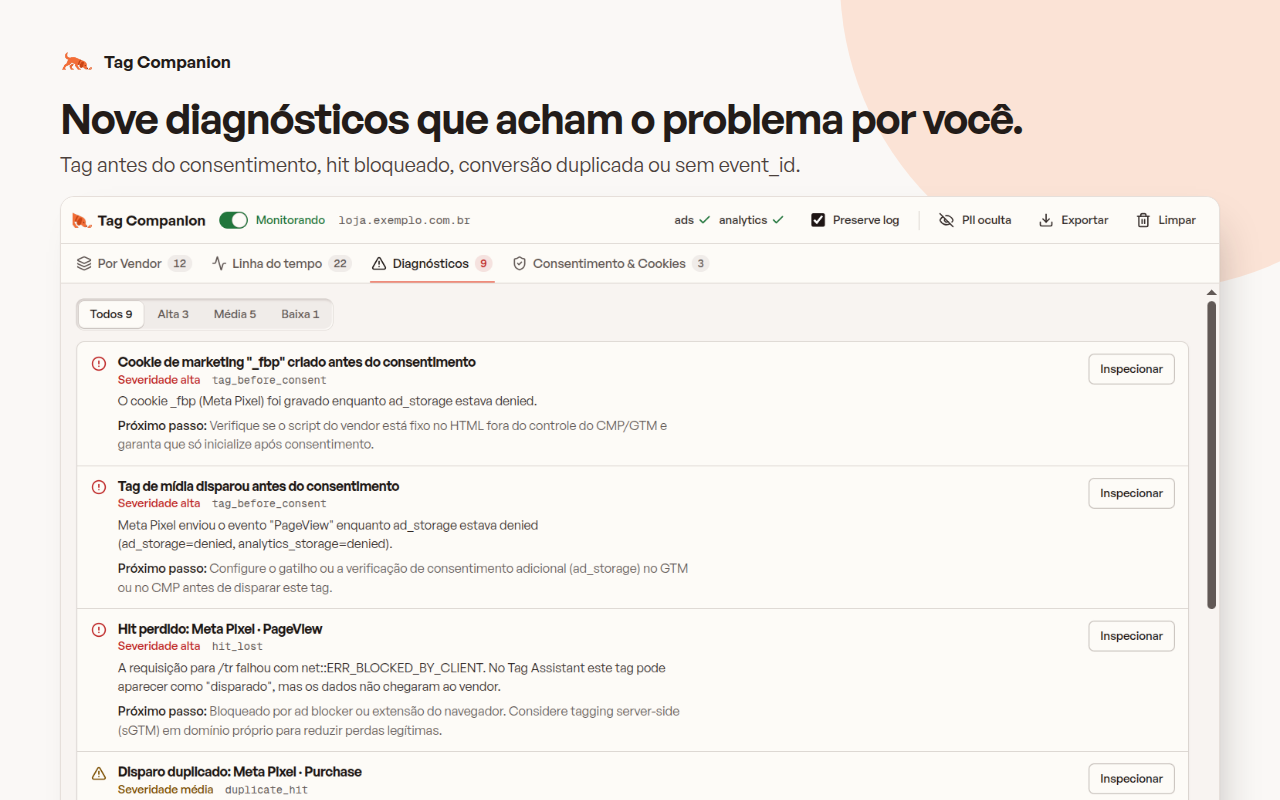 Tag Companion
Nove diagnósticos que acham o problema por você.
Tag antes do consentimento, hit bloqueado, conversão duplicada ou sem event_id.
Tag Companion Monitorando loja.exemplo.com.br ads analytics Preserve log PII oculta Exportar Limpar
Por Vendor 12 Linha do tempo 22 Diagnósticos 9 Consentimento & Cookies 3
Todos 9 Alta 3 Média 5 Baixa 1
Cookie de marketing "_fbp" criado antes do consentimento Inspecionar
Severidade alta tag_before_consent
O cookie _fbp (Meta Pixel) foi gravado enquanto ad_storage estava denied.
Próximo passo: Verifique se o script do vendor está fixo no HTML fora do controle do CMP/GTM e
garanta que só inicialize após consentimento.
Tag de mídia disparou antes do consentimento Inspecionar
Severidade alta tag_before_consent
Meta Pixel enviou o evento "PageView" enquanto ad_storage estava denied
(ad_storage=denied, analytics_storage=denied).
Próximo passo: Configure o gatilho ou a verificação de consentimento adicional (ad_storage) no GTM
ou no CMP antes de disparar este tag.
Hit perdido: Meta Pixel · PageView Inspecionar
Severidade alta hit_lost
A requisição para /tr falhou com net::ERR_BLOCKED_BY_CLIENT. No Tag Assistant este tag pode
aparecer como "disparado", mas os dados não chegaram ao vendor.
Próximo passo: Bloqueado por ad blocker ou extensão do navegador. Considere tagging server-side
(sGTM) em domínio próprio para reduzir perdas legítimas.
Disparo duplicado: Meta Pixel · Purchase Inspecionar
Severidade média duplicate_hit